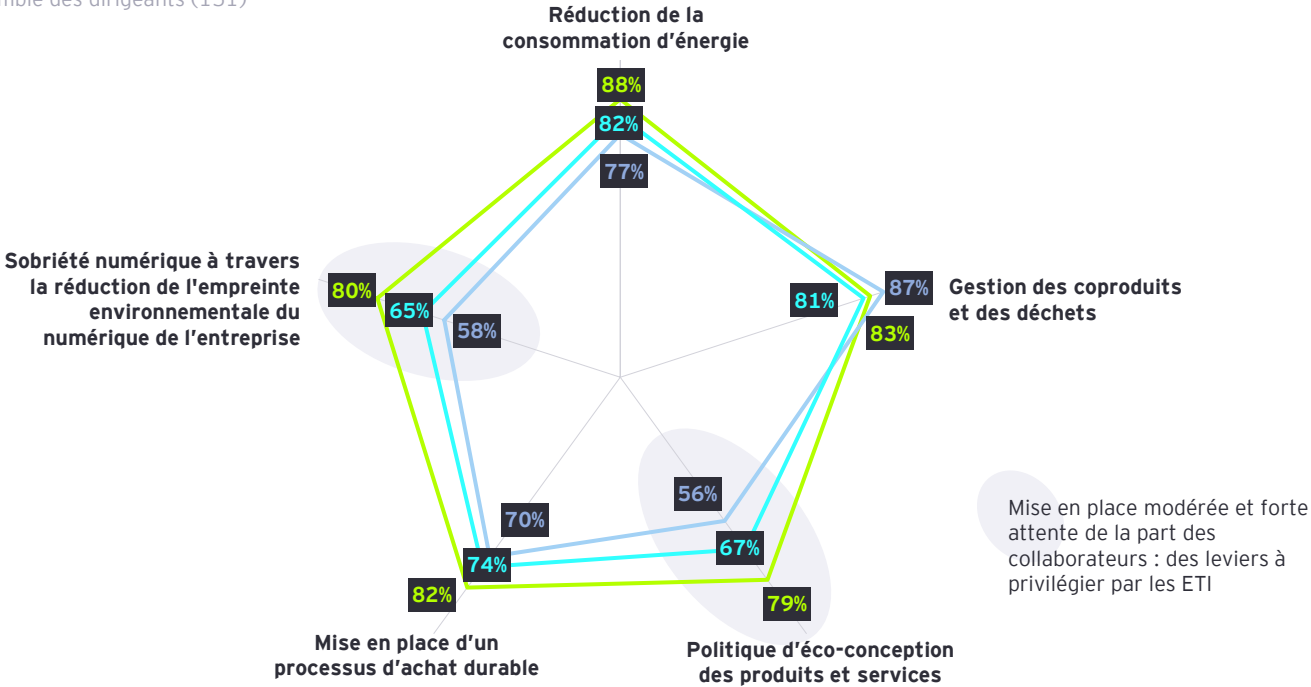 des dirigeants (131)
Réduction de la
consommation d'énergie
88%
82%
77%
Sobriété numérique à travers
la réduction de l'empreinte
environnementale du
numérique de l'entreprise
80%
65%
58%
81%
87%
83%
Gestion des coproduits
et des déchets
56%
67%
79%
70%
74%
82%
Mise en place modérée et forte
attente de la part des
collaborateurs : des leviers à
privilégier par les ETI
Mise en place d'un
processus d'achat durable
Politique d'éco-conception
des produits et services